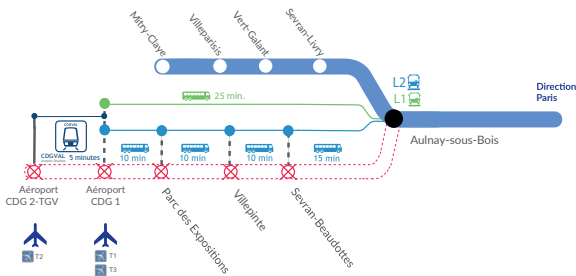 Mitry-Claye
Villeparisis
Vert-Galant
Sevran-Livry
L2
L1
Direction
Paris
25 min.
Aulnay-sous-Bois
CDGVAL
5 minutes
10 min
10 min
10 min
15 min
Aéroport
CDG 2-TGV
Aéroport
CDG 1
Parc des Expositions
Villepinte
Sevran-Beaudottes
T2
T1
T3